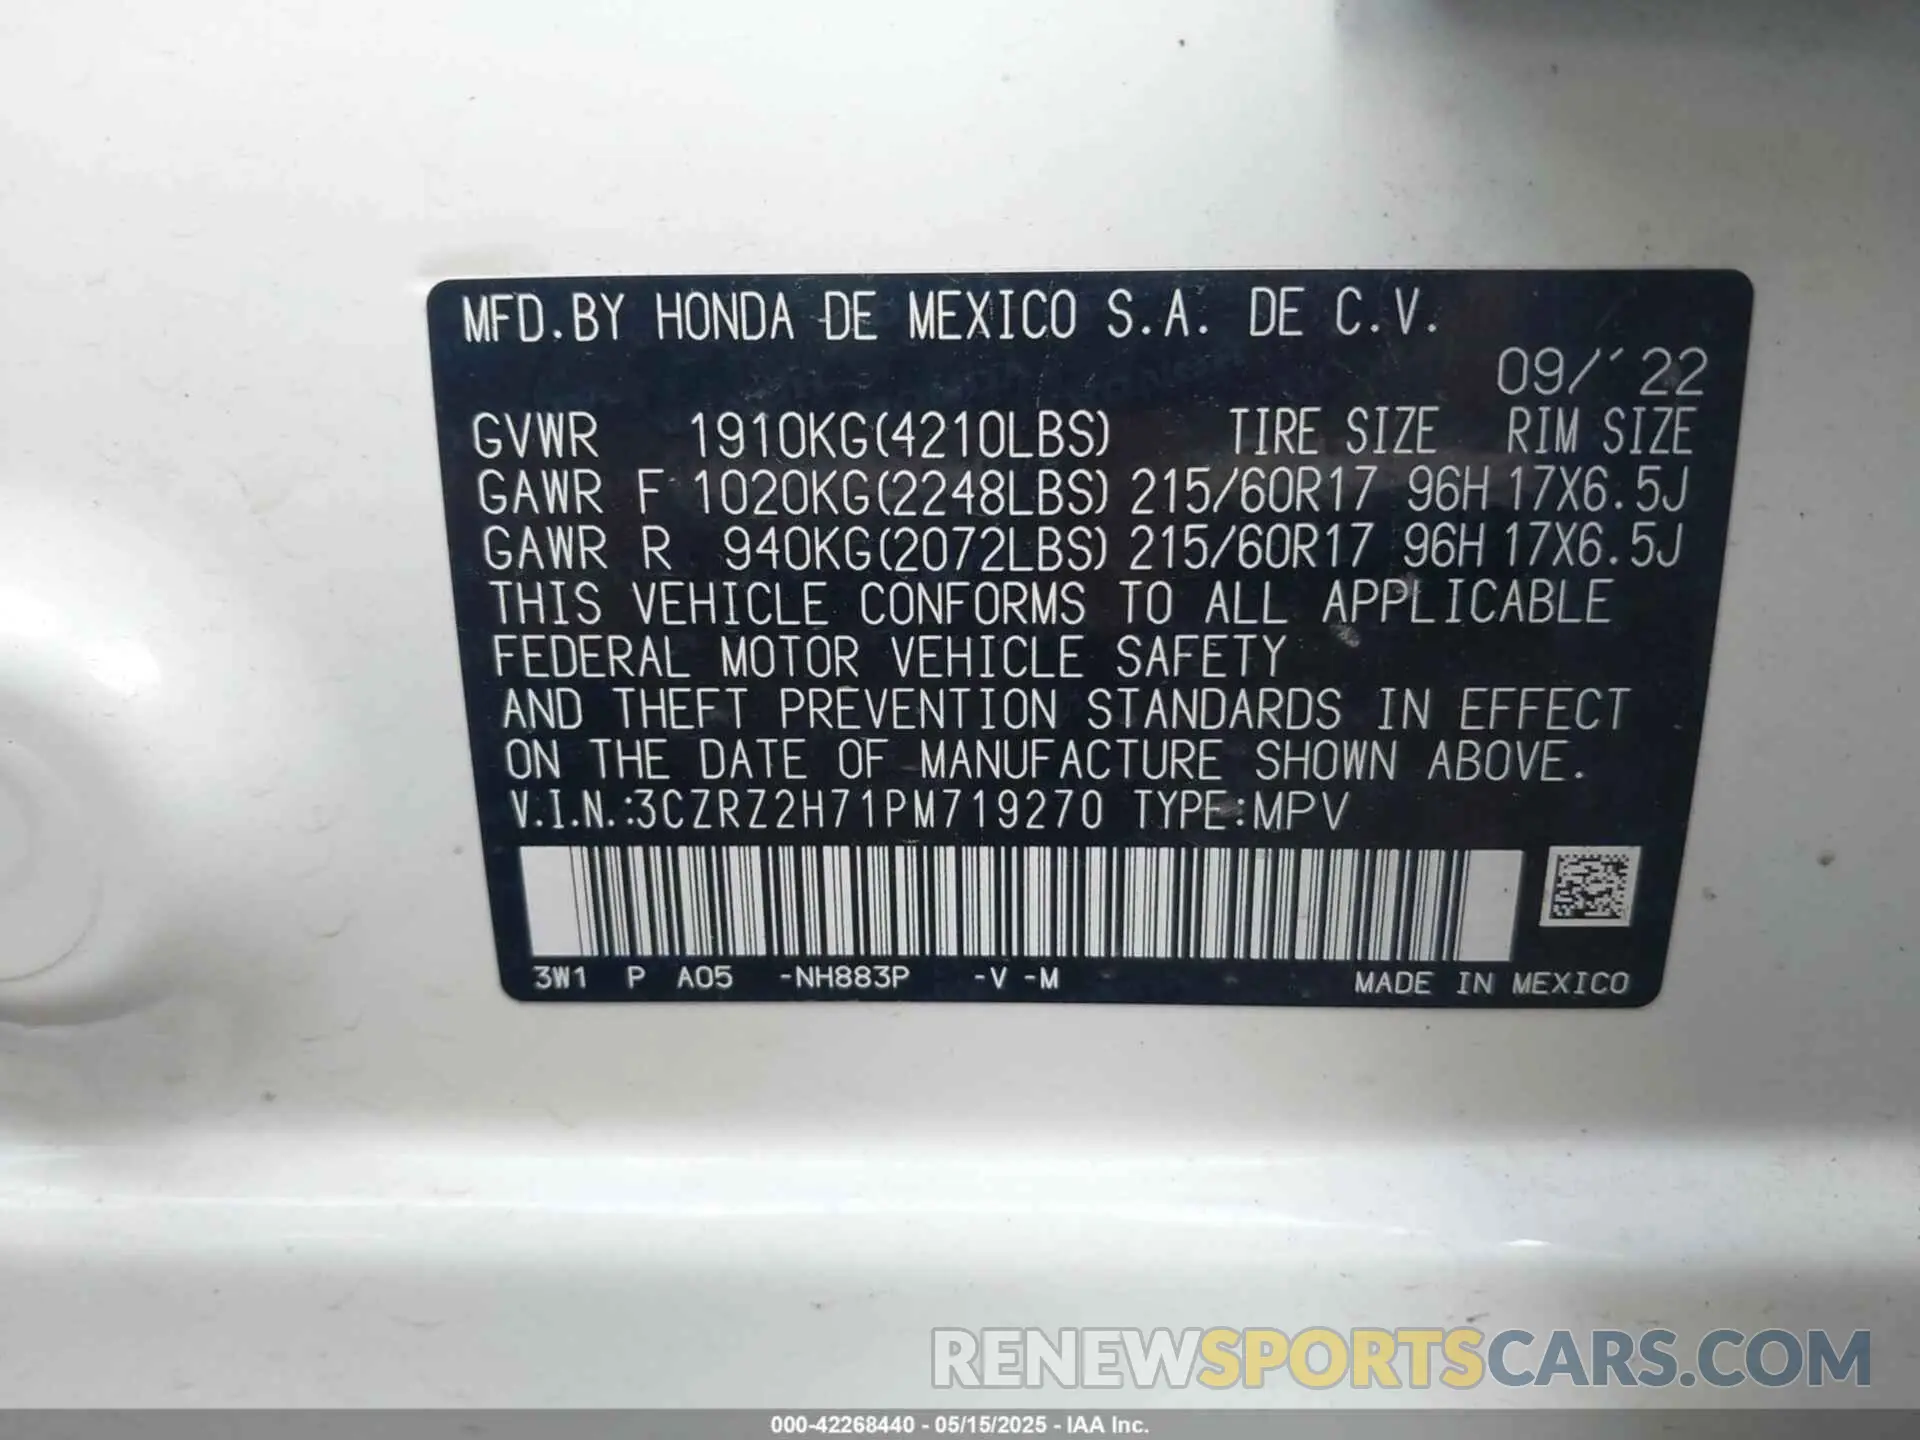 MFD.BY HONDA DE MEXICO S.A. DE C.V.
09/´22
GVWR 1910KG(4210LBS) TIRE SIZE RIM SIZE
GAWR F 1020KG(2248LBS) 215/60R17 96H 17X6.5J
GAWR R 940KG(2072LBS) 215/60R17 96H 17X6.5J
THIS VEHICLE CONFORMS TO ALL APPLICABLE
FEDERAL MOTOR VEHICLE SAFETY
AND THEFT PREVENTION STANDARDS IN EFFECT
ON THE DATE OF MANUFACTURE SHOWN ABOVE.
V.I.N.:3CZRZ2H71PM719270 TYPE:MPV
3W1 P A05 -NH883P -V -M MADE IN MEXICO
RENEWSPORTSCARS.COM
000-42268440 - 05/15/2025 - IAA Inc.